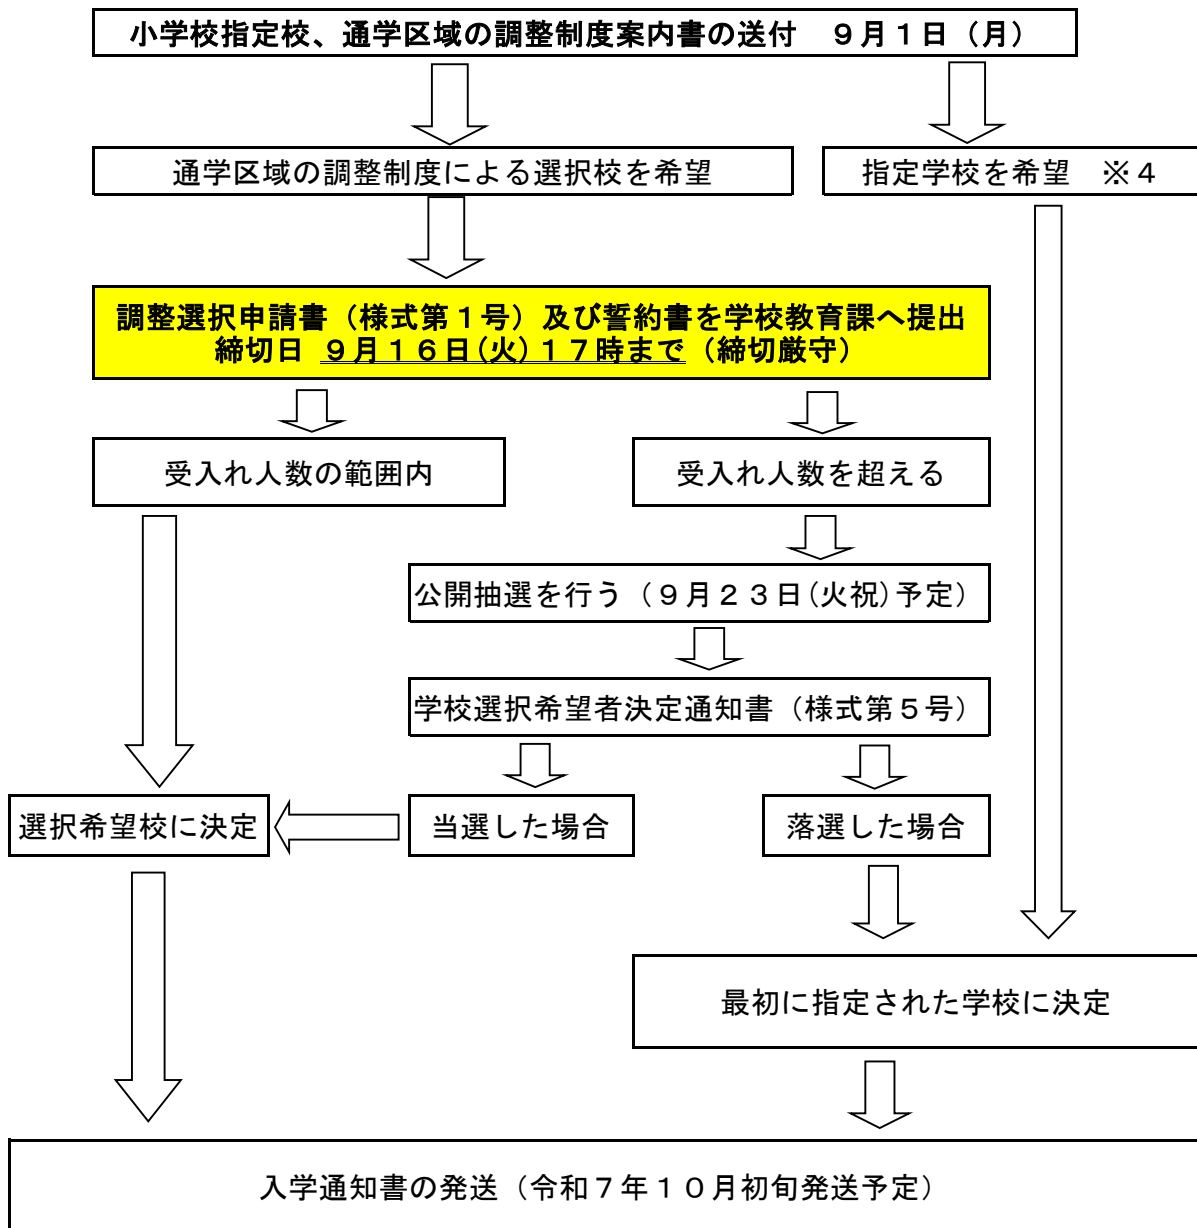 小学校指定校、通学区域の調整制度案内書の送付　９月１日（月）
通学区域の調整制度による選択校を希望
指定学校を希望　※４
調整選択申請書（様式第１号）及び誓約書を学校教育課へ提出
締切日 ９月１６日(火)１７時まで（締切厳守）
受入れ人数の範囲内
受入れ人数を超える
公開抽選を行う（９月２３日(火祝)予定）
学校選択希望者決定通知書（様式第５号）
選択希望校に決定
当選した場合
落選した場合
最初に指定された学校に決定
入学通知書の発送（令和７年１０月初旬発送予定）